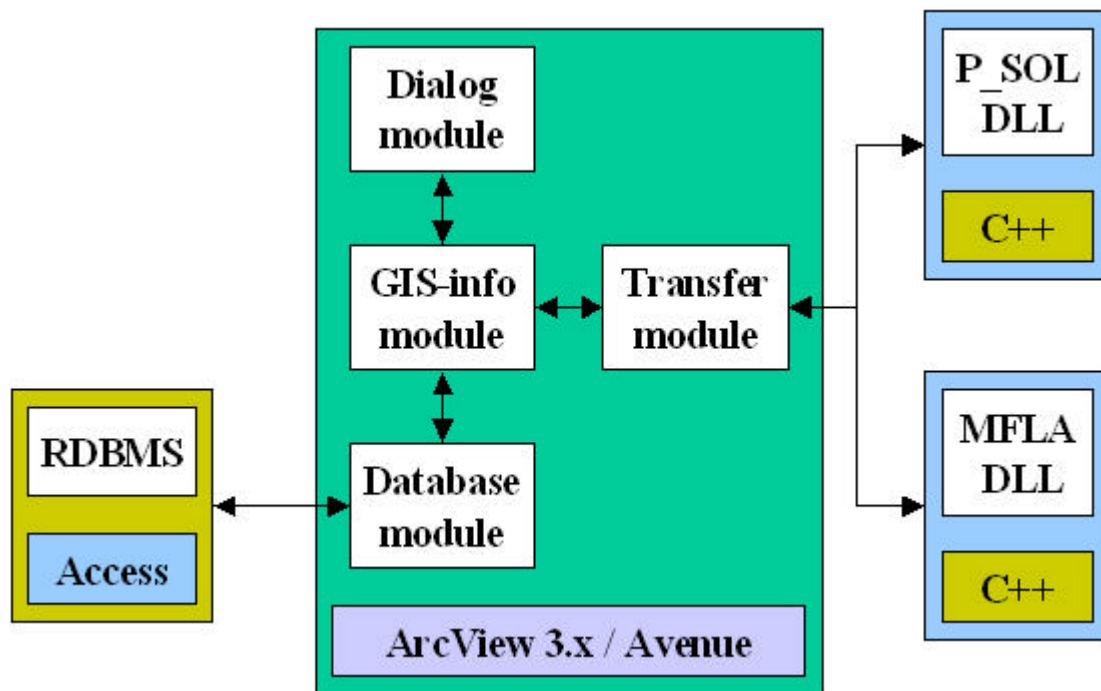 Dialog
module
GIS-info
module
Transfer
module
Database
module
ArcView 3.x / Avenue
RDBMS
Access
P_SOL
DLL
C++
MFLA
DLL
C++